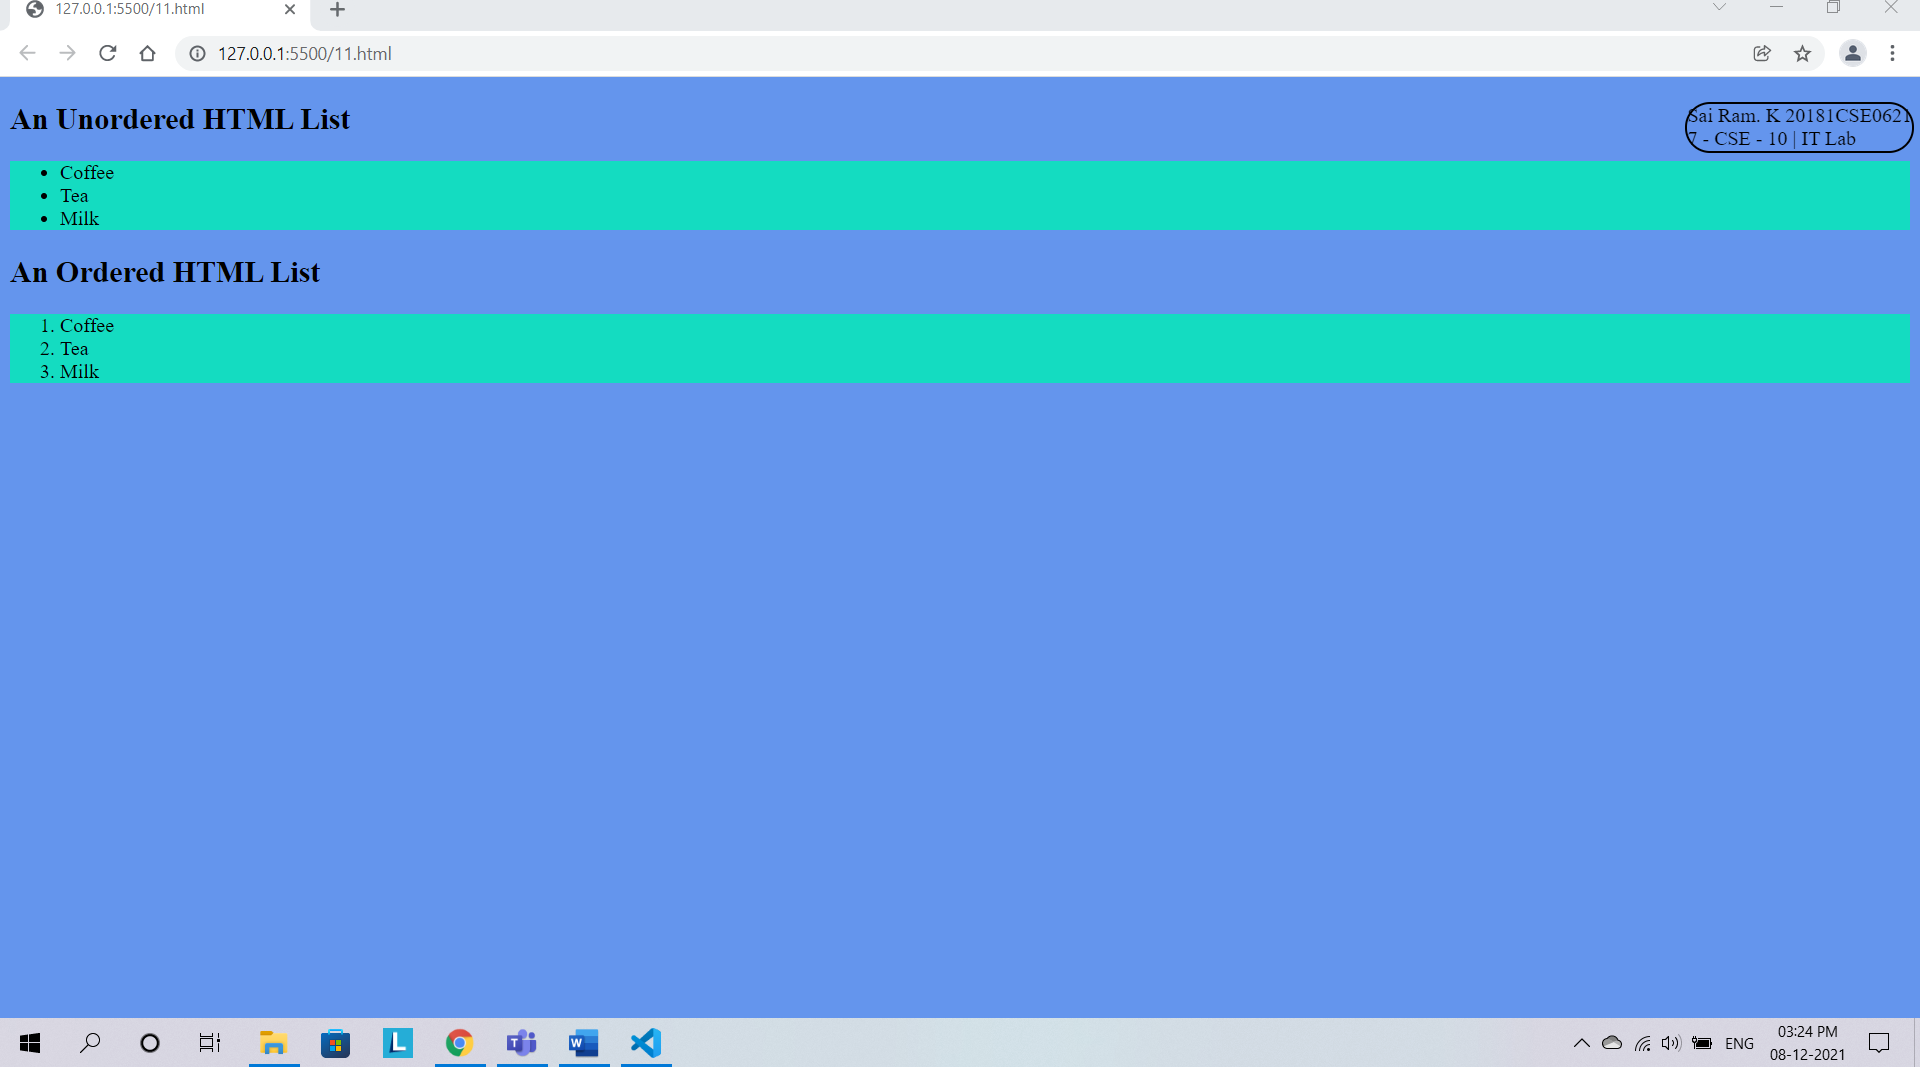 127.0.0.1:5500/11.html
127.0.0.1:5500/11.html
An Unordered HTML List
Sai Ram. K 20181CSE0621
7 - CSE - 10 | IT Lab
• Coffee
• Tea
• Milk
An Ordered HTML List
1. Coffee
2. Tea
3. Milk
L
T
W
ENG
03:24 PM
08-12-2021